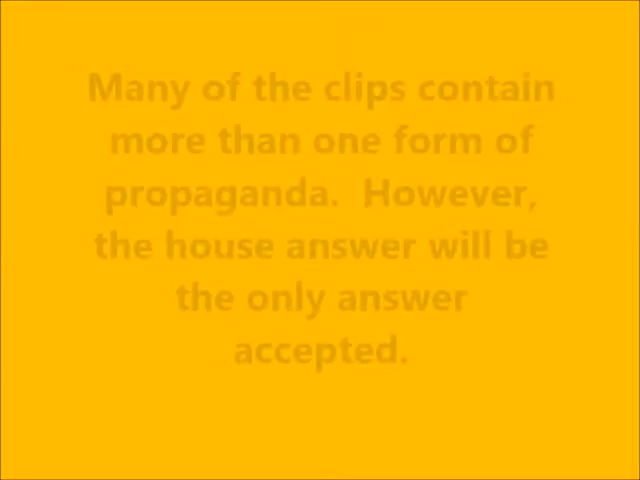 Many of the clips contain
more than one form of
propaganda.  However,
the house answer will be
the only answer
accepted.